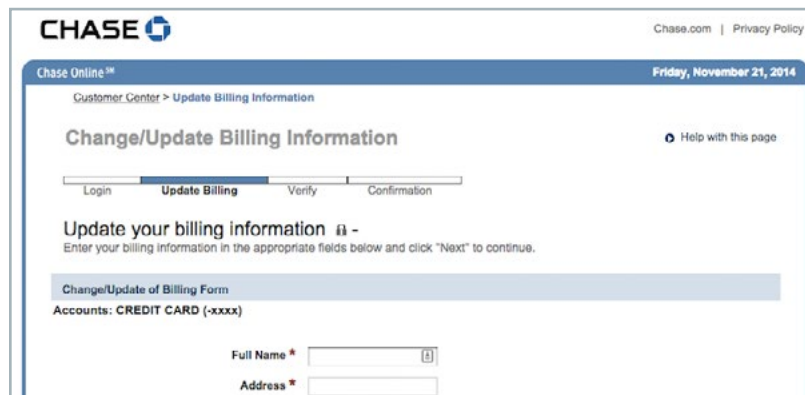 CHASE
Chase.com | Privacy Policy
Chase Online℠
Friday, November 21, 2014
Customer Center > Update Billing Information
Change/Update Billing Information
Help with this page
Login Update Billing Verify Confirmation
Update your billing information -
Enter your billing information in the appropriate fields below and click "Next" to continue.
Change/Update of Billing Form
Accounts: CREDIT CARD (-xxxx)
Full Name *
Address *